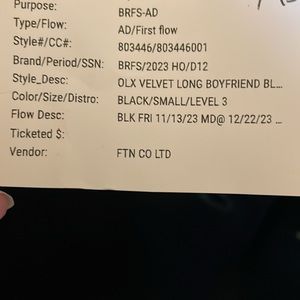 Purpose: BRFS-AD
Type/Flow: AD/First flow
Style#/CC#: 803446/803446001
Brand/Period/SSN: BRFS/2023 HO/D12
Style_Desc: OLX VELVET LONG BOYFRIEND BL...
Color/Size/Distro: BLACK/SMALL/LEVEL 3
Flow Desc: BLK FRI 11/13/23 MD@ 12/22/23 ...
Ticketed $:
Vendor: FTN CO LTD